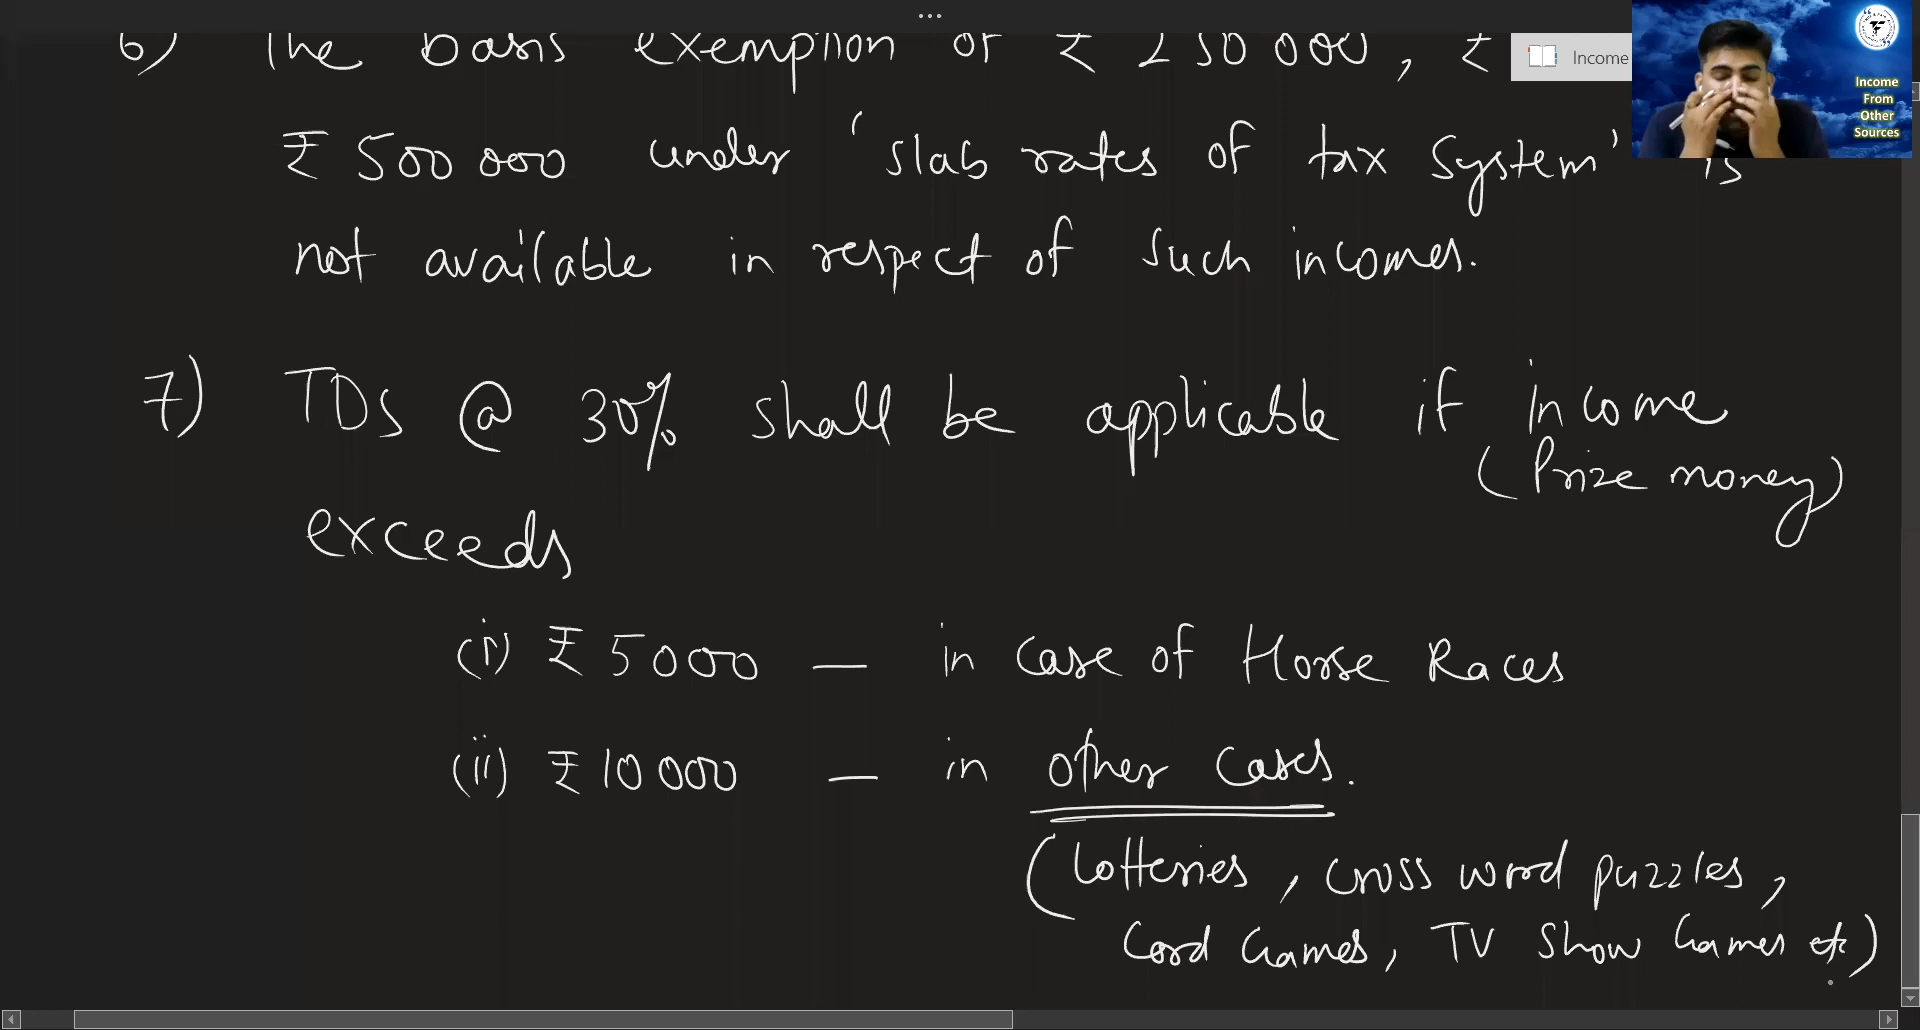 ...
6) The basis exemption of ₹ 250 000, ₹
Income
₹ 500 000 under 'slab rates of tax system' is
not available in respect of such incomes.
7) TDS @ 30% shall be applicable if income
(Prize money)
exceeds
(i) ₹ 5000 — in case of Horse Races
(ii) ₹ 10 000 — in other cases.
(Lotteries, cross word puzzles,
Card Games, TV Show Games etc)
Income
From
Other
Sources